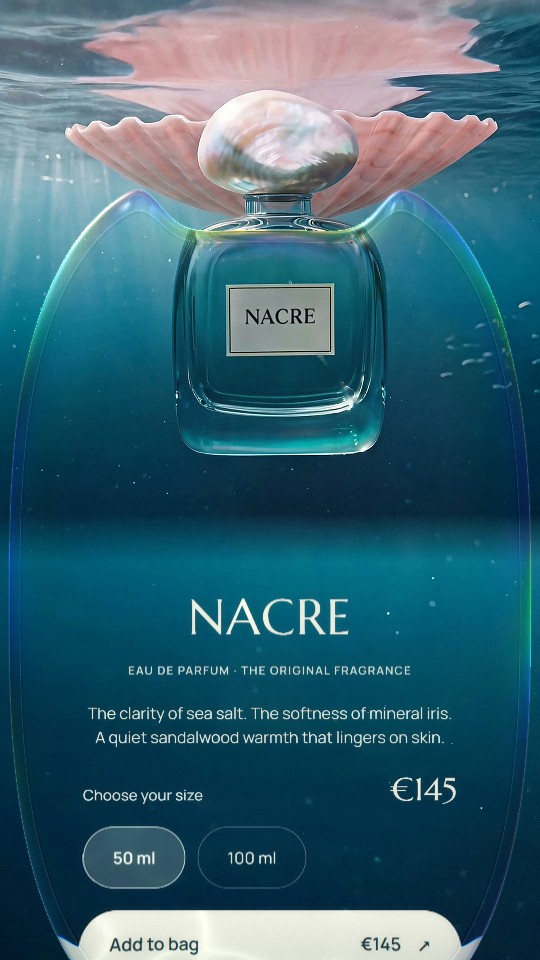 NACRE
NACRE
EAU DE PARFUM · THE ORIGINAL FRAGRANCE
The clarity of sea salt. The softness of mineral iris.
A quiet sandalwood warmth that lingers on skin.
Choose your size
€145
50 ml
100 ml
Add to bag
€145 ↗